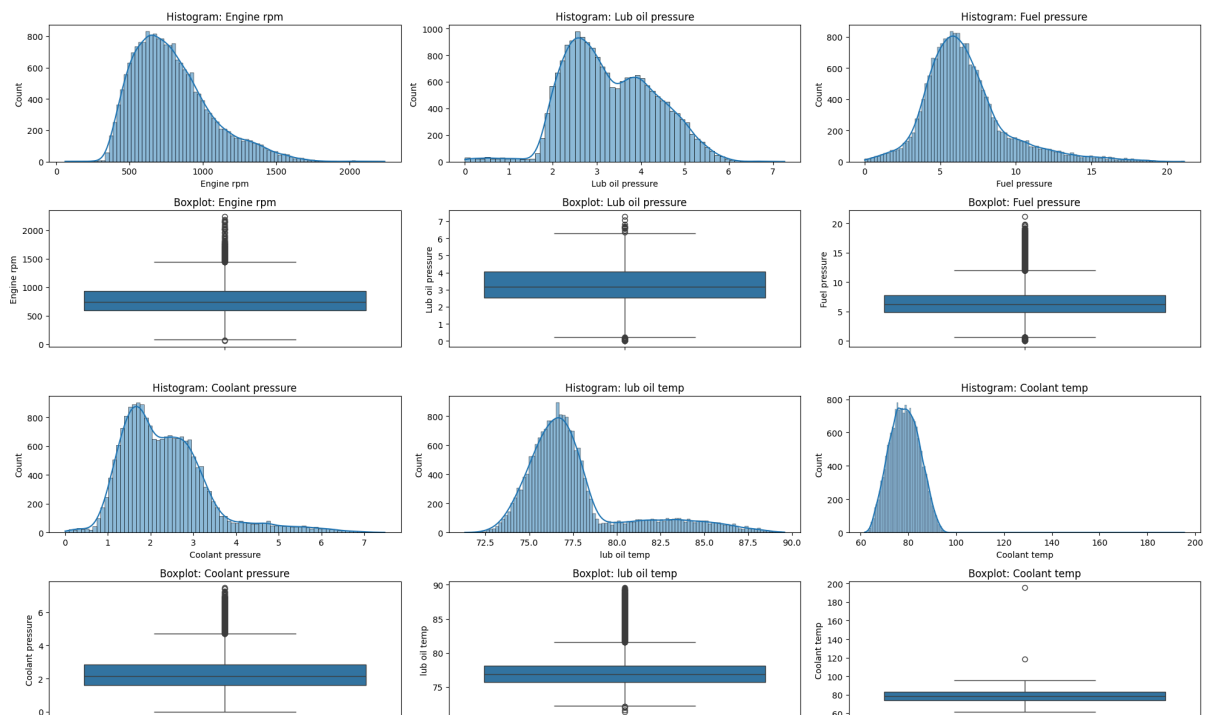 Histogram: Engine rpm
Histogram: Lub oil pressure
Histogram: Fuel pressure
Count
800
600
400
200
0
0 500 1000 1500 2000
Engine rpm
Count
1000
800
600
400
200
0
0 1 2 3 4 5 6 7
Lub oil pressure
Count
800
600
400
200
0
0 5 10 15 20
Fuel pressure
Boxplot: Engine rpm
Boxplot: Lub oil pressure
Boxplot: Fuel pressure
Engine rpm
2000
1500
1000
500
0
Lub oil pressure
7
6
5
4
3
2
1
0
Fuel pressure
20
15
10
5
0
Histogram: Coolant pressure
Histogram: lub oil temp
Histogram: Coolant temp
Count
800
600
400
200
0
0 1 2 3 4 5 6 7
Coolant pressure
Count
800
600
400
200
0
72.5 75.0 77.5 80.0 82.5 85.0 87.5 90.0
lub oil temp
Count
800
600
400
200
0
60 80 100 120 140 160 180 200
Coolant temp
Boxplot: Coolant pressure
Boxplot: lub oil temp
Boxplot: Coolant temp
Coolant pressure
6
4
2
0
lub oil temp
90
85
80
75
Coolant temp
200
180
160
140
120
100
80
60